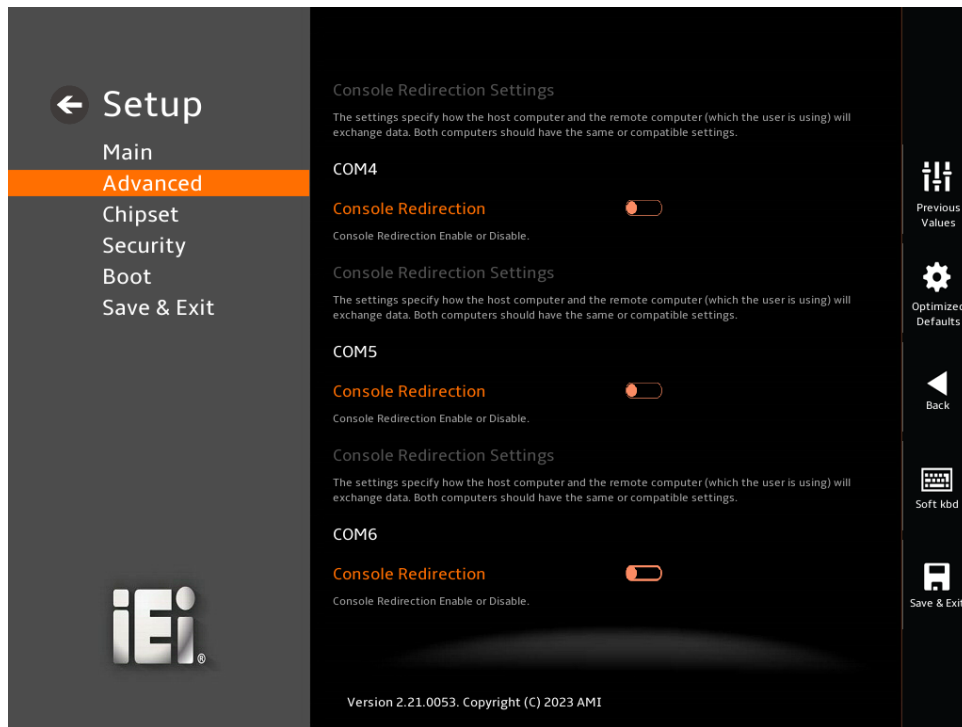 Setup
Main
Advanced
Chipset
Security
Boot
Save & Exit
iEi®
Console Redirection Settings
The settings specify how the host computer and the remote computer (which the user is using) will
exchange data. Both computers should have the same or compatible settings.
COM4
Console Redirection
Console Redirection Enable or Disable.
Console Redirection Settings
The settings specify how the host computer and the remote computer (which the user is using) will
exchange data. Both computers should have the same or compatible settings.
COM5
Console Redirection
Console Redirection Enable or Disable.
Console Redirection Settings
The settings specify how the host computer and the remote computer (which the user is using) will
exchange data. Both computers should have the same or compatible settings.
COM6
Console Redirection
Console Redirection Enable or Disable.
Version 2.21.0053. Copyright (C) 2023 AMI
Previous
Values
Optimized
Defaults
Back
Soft kbd
Save & Exit